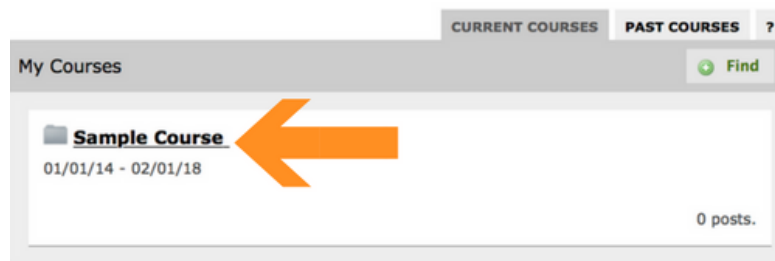 CURRENT COURSES PAST COURSES ?
My Courses Find
Sample Course
01/01/14 - 02/01/18
0 posts.